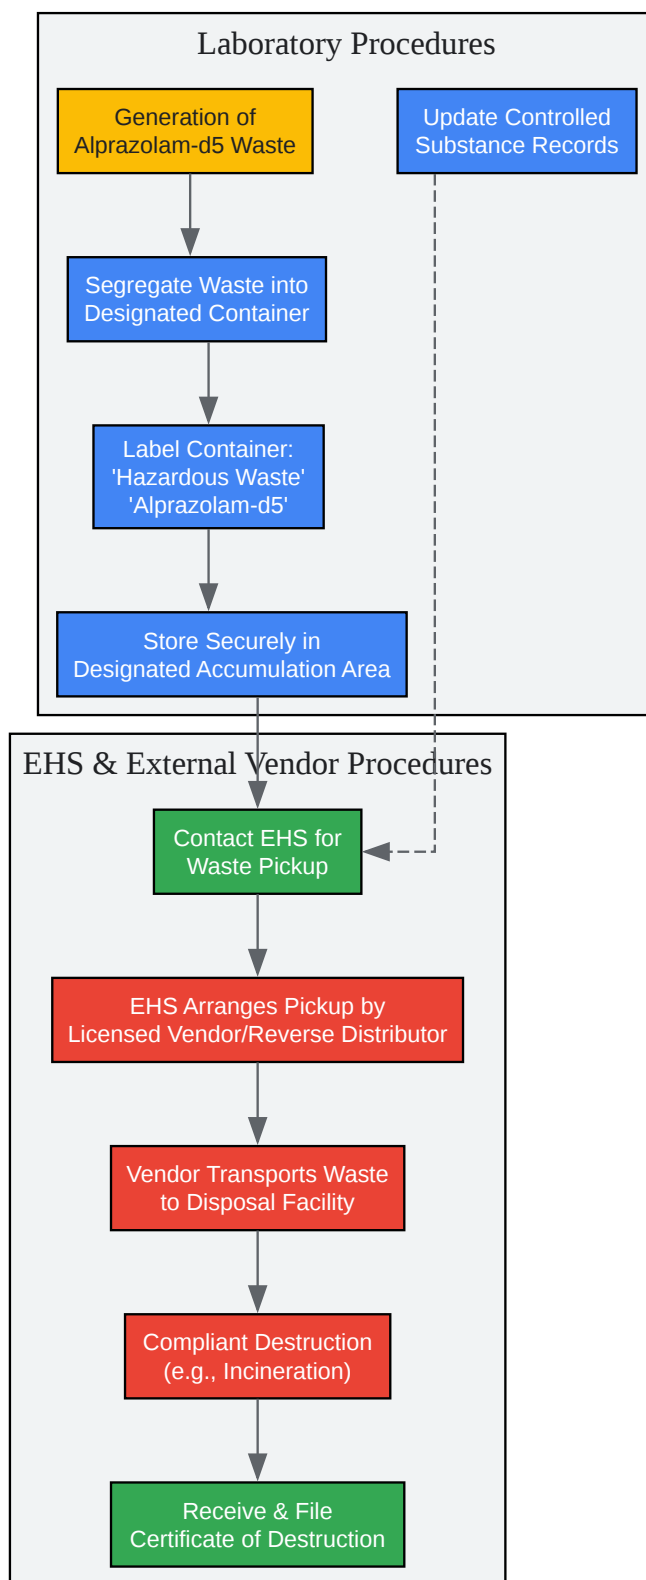 Laboratory Procedures
Generation of
Alprazolam-d5 Waste
Update Controlled
Substance Records
Segregate Waste into
Designated Container
Label Container:
'Hazardous Waste'
'Alprazolam-d5'
Store Securely in
Designated Accumulation Area
EHS & External Vendor Procedures
Contact EHS for
Waste Pickup
EHS Arranges Pickup by
Licensed Vendor/Reverse Distributor
Vendor Transports Waste
to Disposal Facility
Compliant Destruction
(e.g., Incineration)
Receive & File
Certificate of Destruction